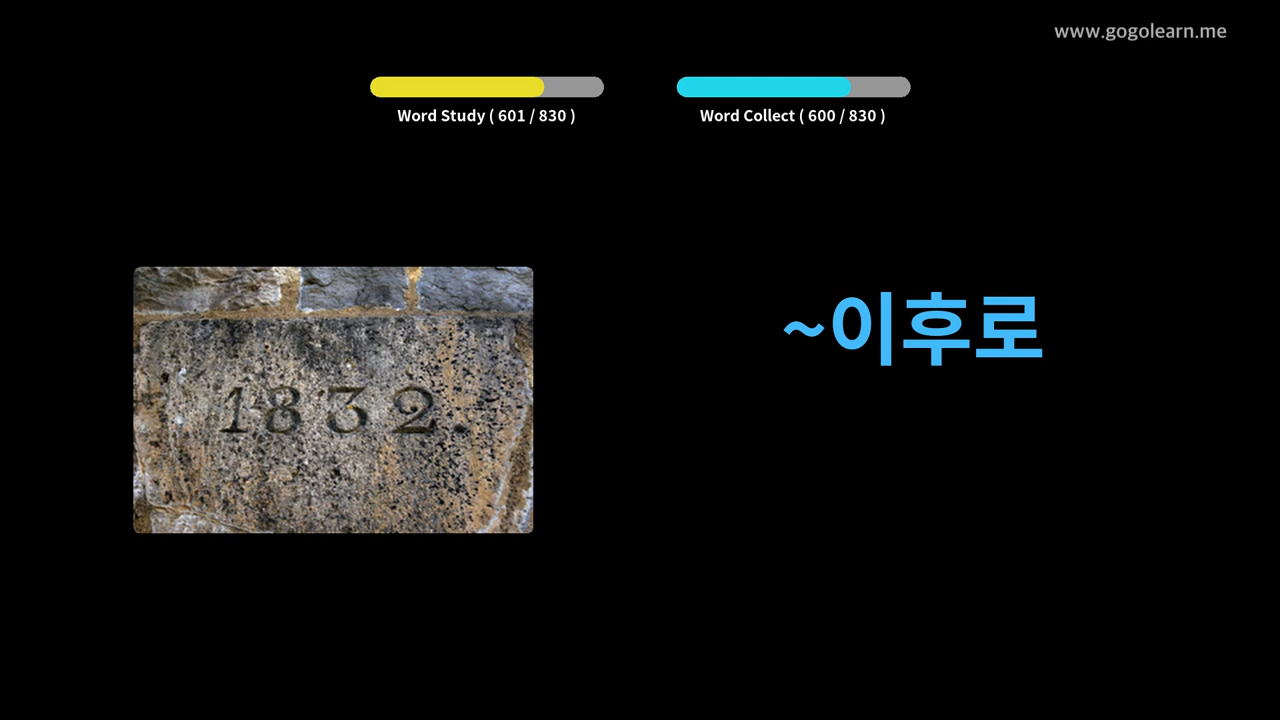 www.gogolearn.me
Word Study ( 601 / 830 )
Word Collect ( 600 / 830 )
~이후로
1832.